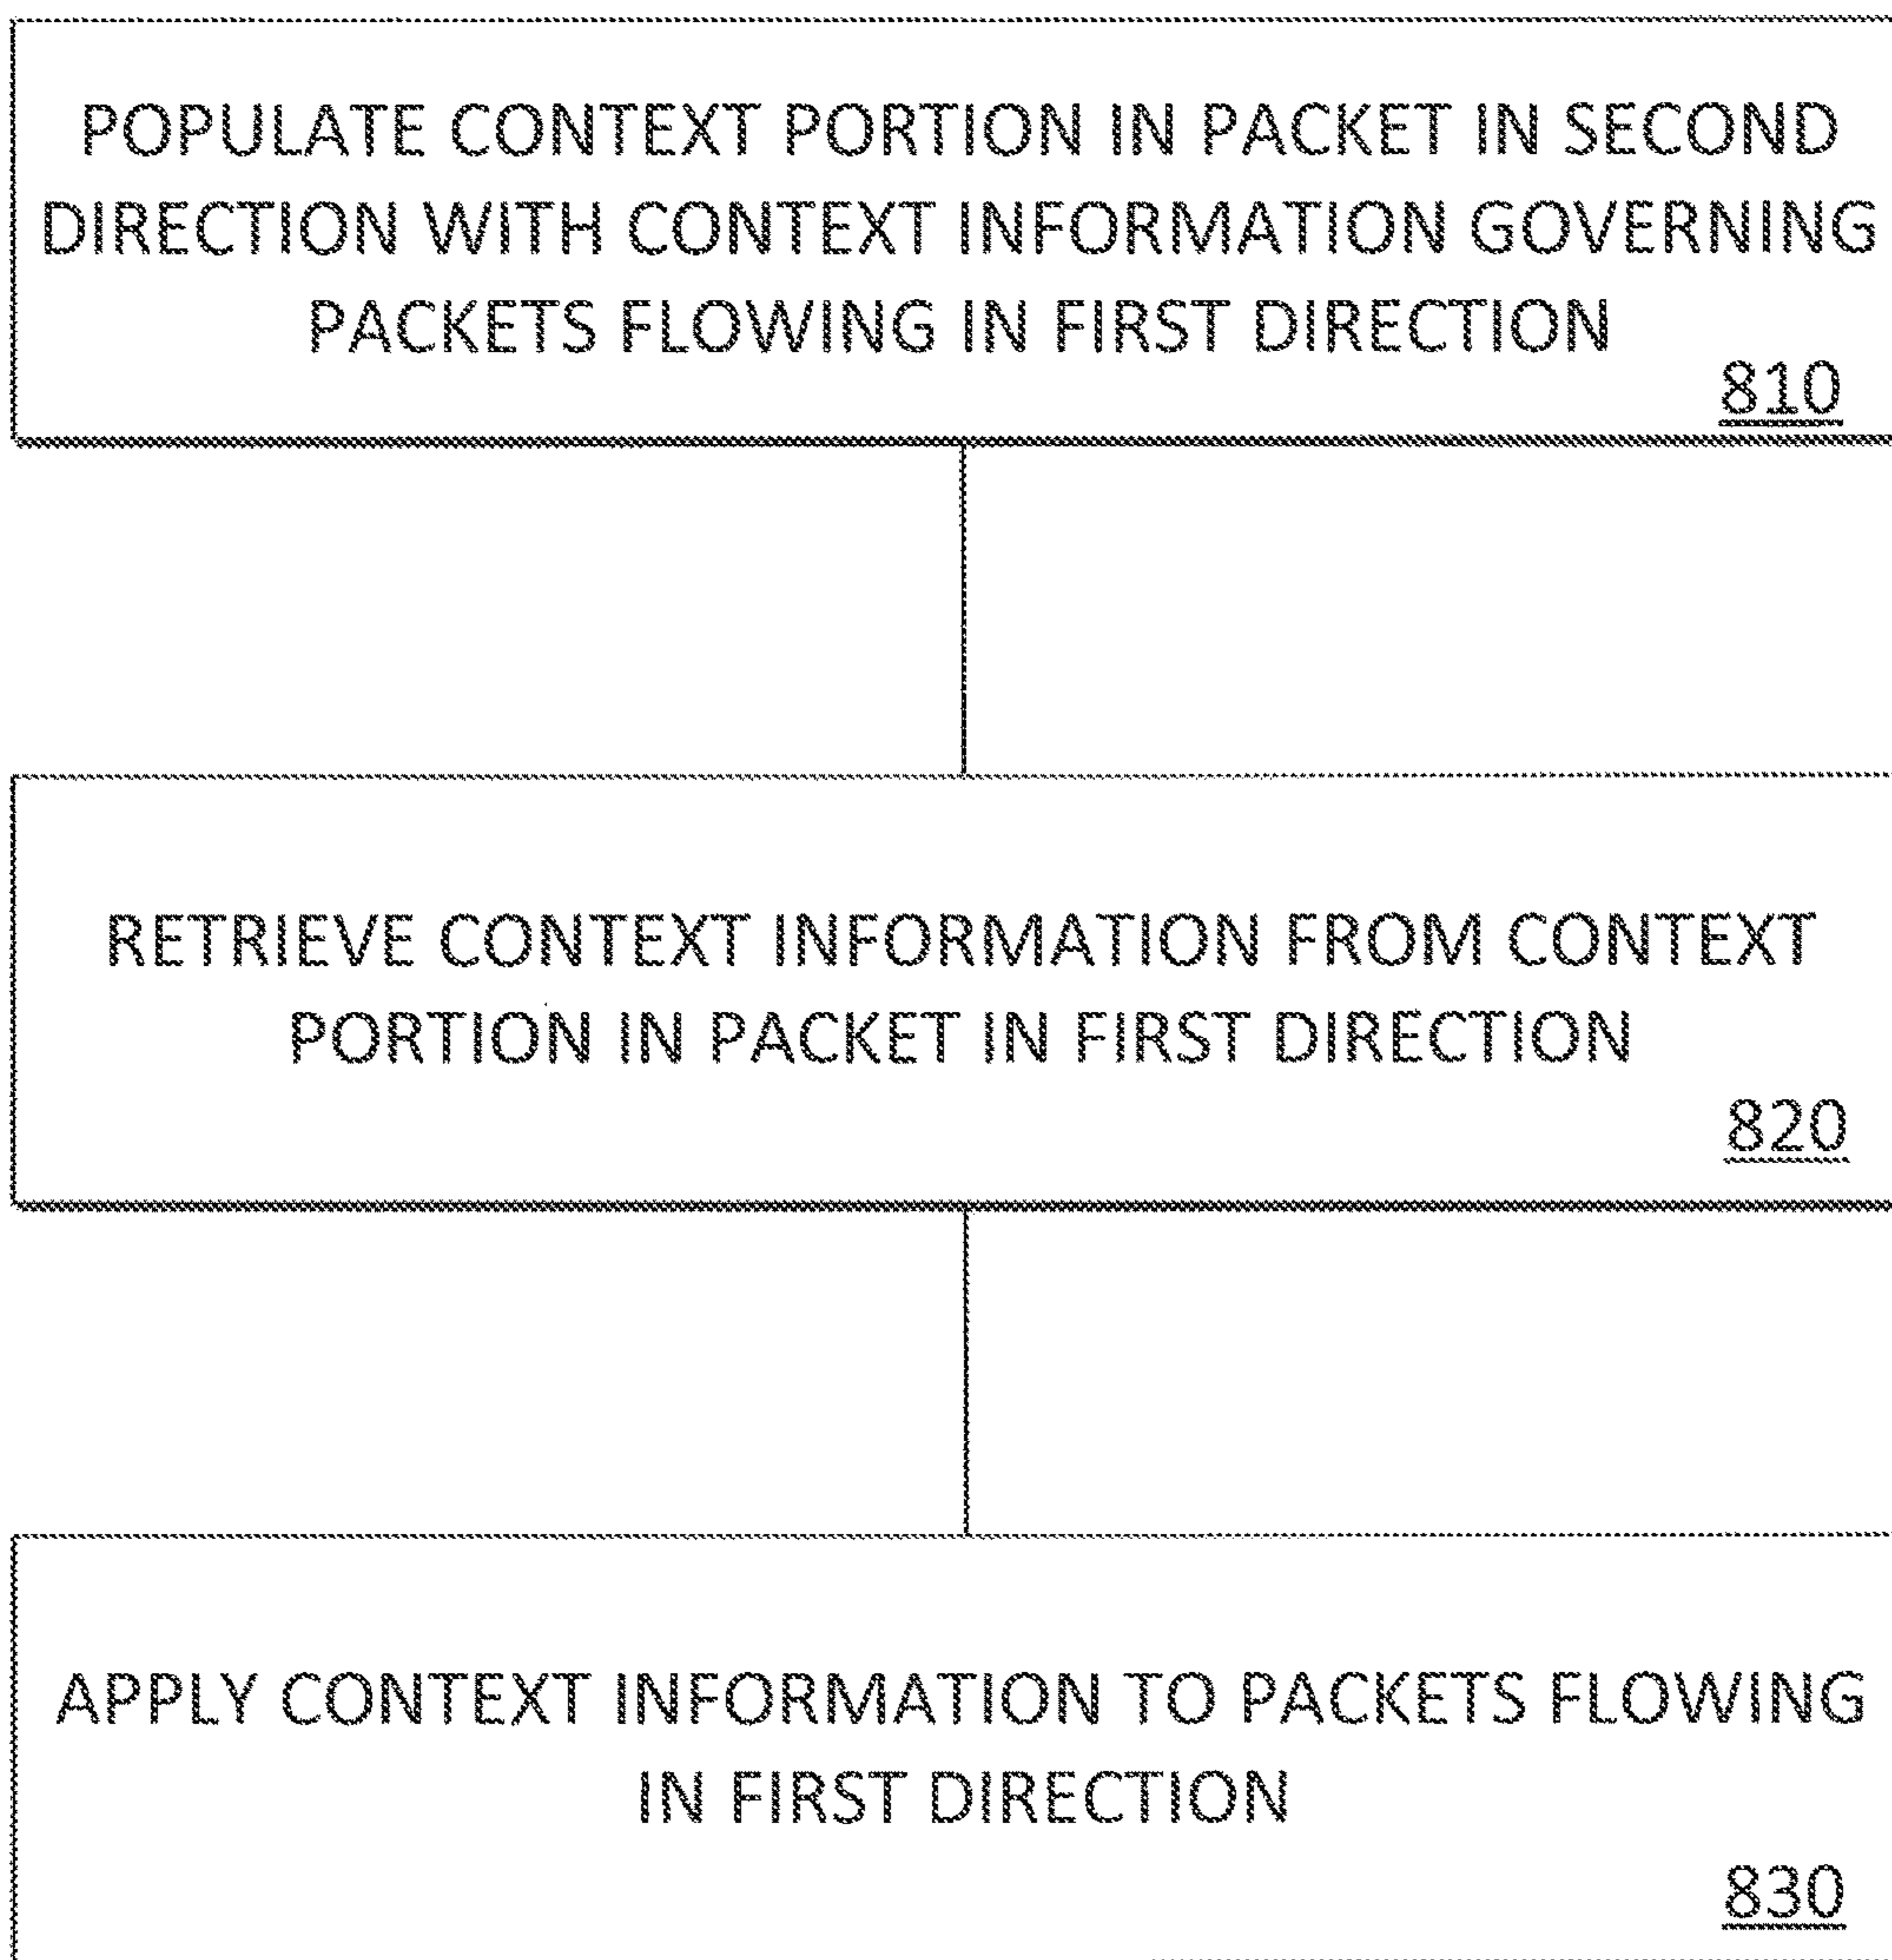 POPULATE CONTEXT PORTION IN PACKET IN SECOND
DIRECTION WITH CONTEXT INFORMATION GOVERNING
PACKETS FLOWING IN FIRST DIRECTION
810
RETRIEVE CONTEXT INFORMATION FROM CONTEXT
PORTION IN PACKET IN FIRST DIRECTION
820
APPLY CONTEXT INFORMATION TO PACKETS FLOWING
IN FIRST DIRECTION
830